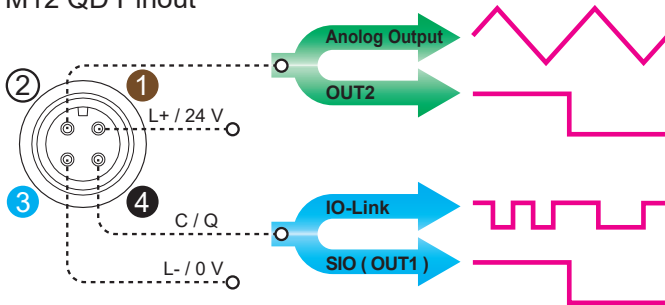 M12 QD Pinout
Anolog Output
2
1
OUT2
L+ / 24 V
3
4
IO-Link
C / Q
SIO ( OUT1 )
L- / 0 V